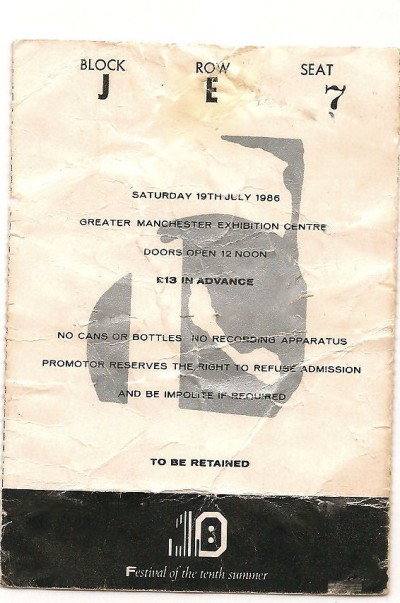 BLOCK ROW SEAT
J E 7
SATURDAY 19TH JULY 1986
GREATER MANCHESTER EXHIBITION CENTRE
DOORS OPEN 12 NOON
£13 IN ADVANCE
NO CANS OR BOTTLES NO RECORDING APPARATUS
PROMOTOR RESERVES THE RIGHT TO REFUSE ADMISSION
AND BE IMPOLITE IF REQUIRED
TO BE RETAINED
10
Festival of the tenth summer